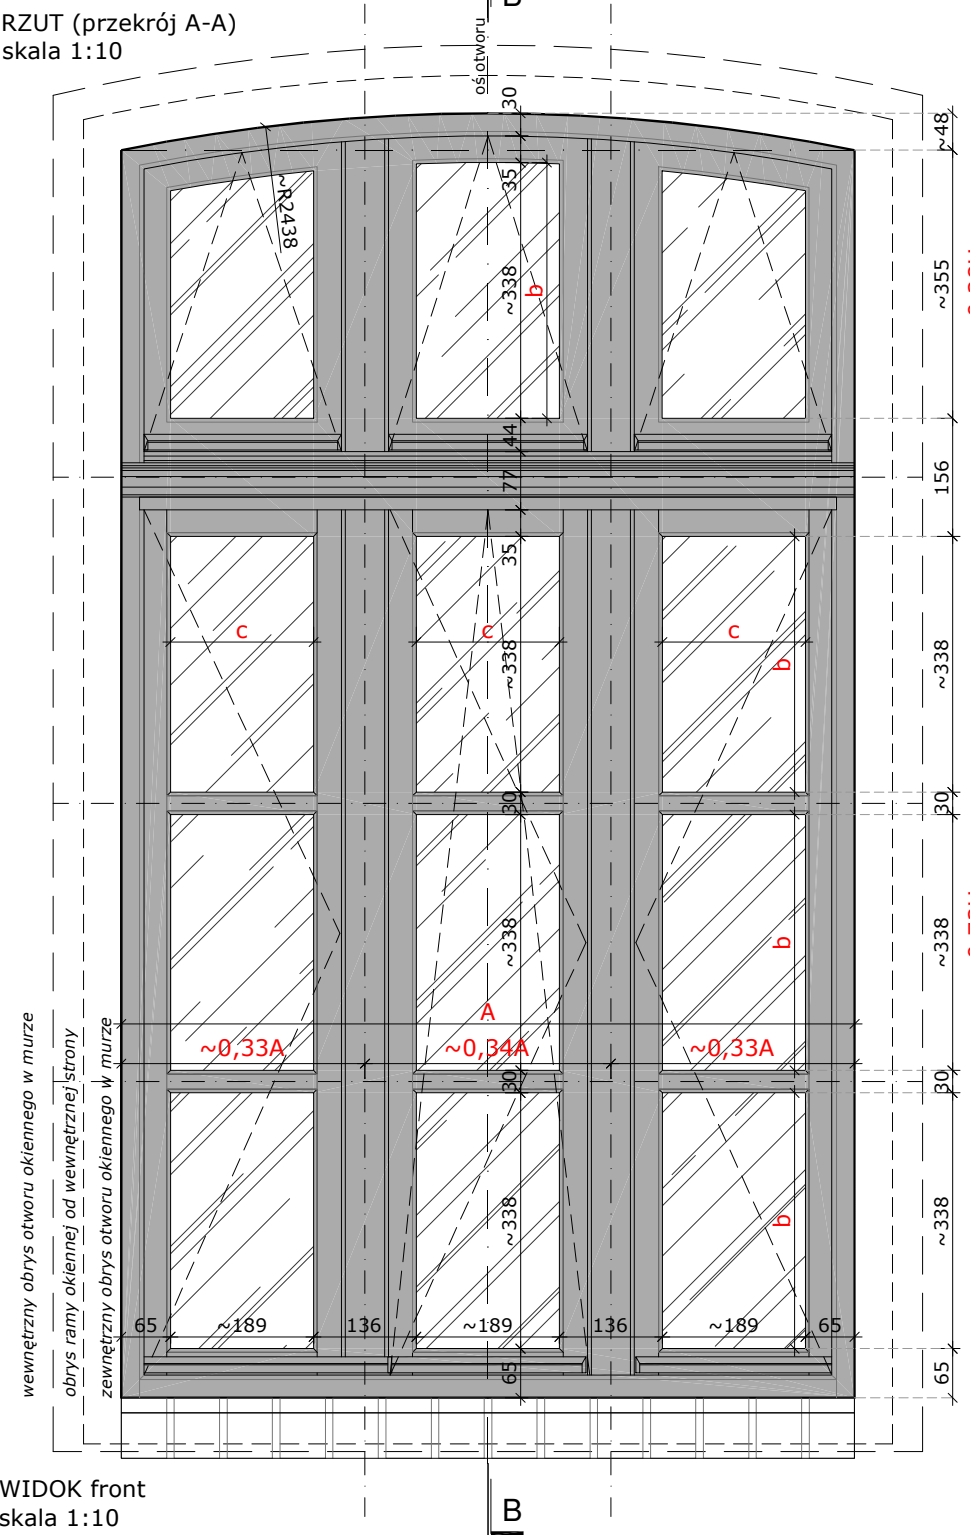 B
RZUT (przekrój A-A)
skala 1:10
oś otworu
30
~48
~R2438
35
~338
b
~355
44
77
156
35
c
c
c
~338
b
~338
30
30
~338
b
~338
A
~0,33A
~0,34A
~0,33A
30
30
~338
b
~338
65
~189
136
~189
136
~189
65
65
65
wewnętrzny obrys otworu okiennego w murze
obrys ramy okiennej od wewnętrznej strony
zewnętrzny obrys otworu okiennego w murze
WIDOK front
skala 1:10
B